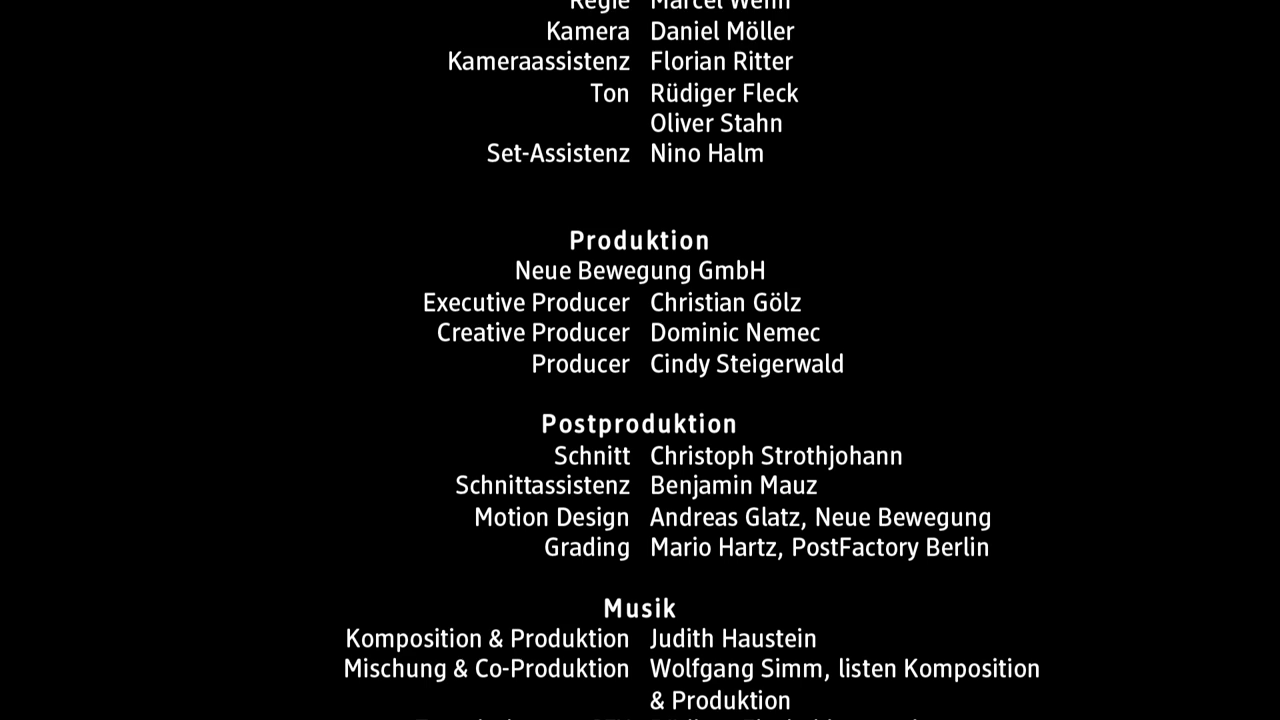 Regie Marcel Wehn
Kamera Daniel Möller
Kameraassistenz Florian Ritter
Ton Rüdiger Fleck
Oliver Stahn
Set-Assistenz Nino Halm
Produktion
Neue Bewegung GmbH
Executive Producer Christian Gölz
Creative Producer Dominic Nemec
Producer Cindy Steigerwald
Postproduktion
Schnitt Christoph Strothjohann
Schnittassistenz Benjamin Mauz
Motion Design Andreas Glatz, Neue Bewegung
Grading Mario Hartz, PostFactory Berlin
Musik
Komposition & Produktion Judith Haustein
Mischung & Co-Produktion Wolfgang Simm, listen Komposition
& Produktion